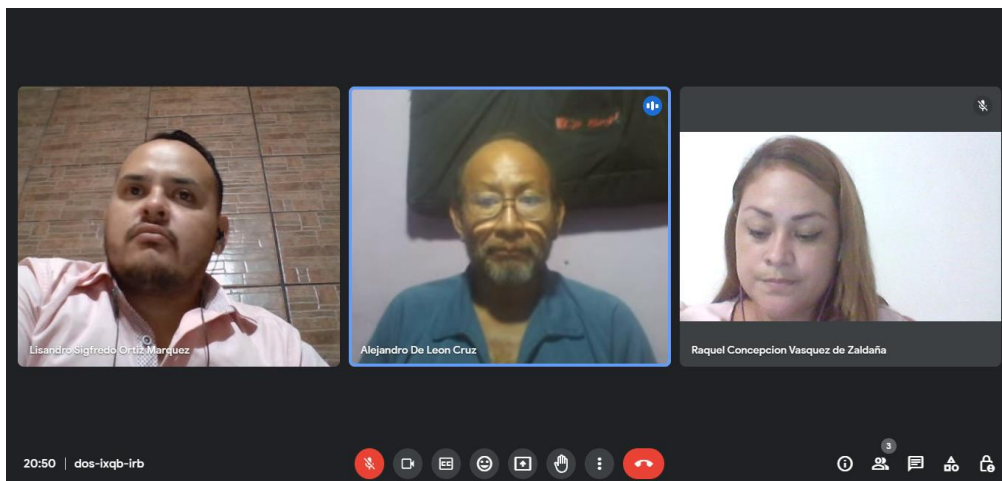 Lisandro Sigfredo Ortiz Marquez
Alejandro De Leon Cruz
Raquel Concepcion Vasquez de Zaldaña
20:50 | dos-ixqb-irb
CC
3